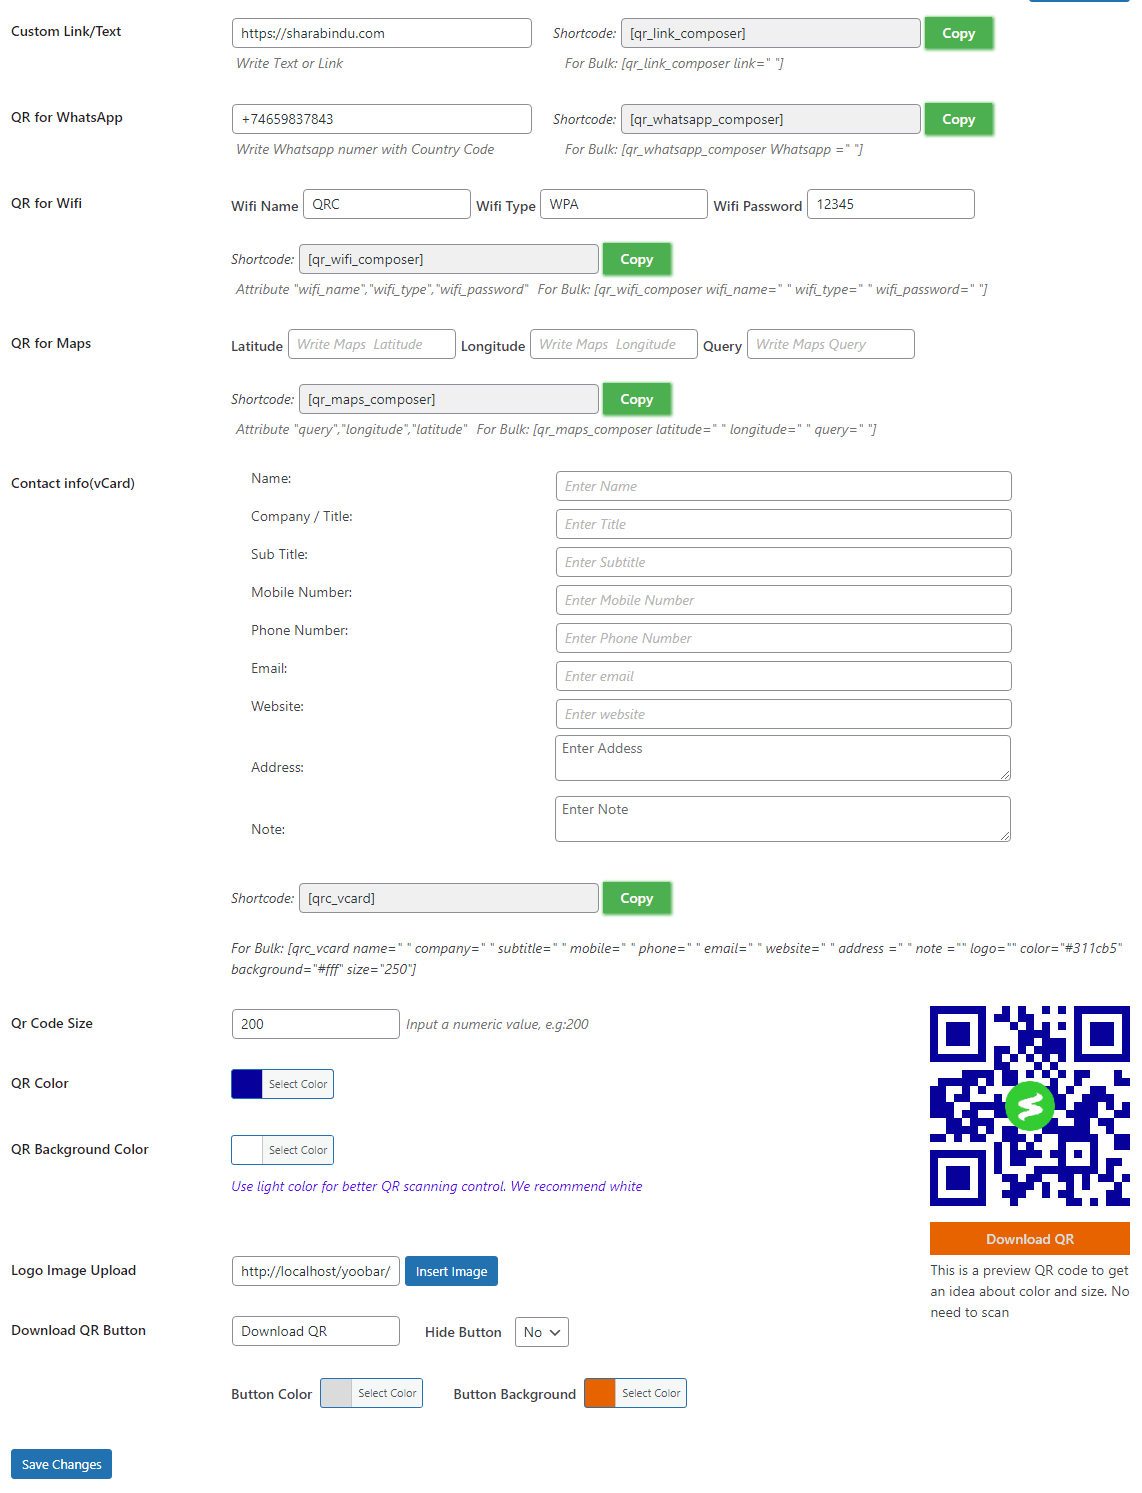 Custom Link/Text https://sharabindu.com Shortcode: [qr_link_composer] Copy
Write Text or Link For Bulk: [qr_link_composer link=" "]
QR for WhatsApp +74659837843 Shortcode: [qr_whatsapp_composer] Copy
Write Whatsapp numer with Country Code For Bulk: [qr_whatsapp_composer Whatsapp =" "]
QR for Wifi Wifi Name QRC Wifi Type WPA Wifi Password 12345
Shortcode: [qr_wifi_composer] Copy
Attribute "wifi_name","wifi_type","wifi_password" For Bulk: [qr_wifi_composer wifi_name=" " wifi_type=" " wifi_password=" "]
QR for Maps Latitude Write Maps Latitude Longitude Write Maps Longitude Query Write Maps Query
Shortcode: [qr_maps_composer] Copy
Attribute "query","longitude","latitude" For Bulk: [qr_maps_composer latitude=" " longitude=" " query=" "]
Contact info(vCard) Name: Enter Name
Company / Title: Enter Title
Sub Title: Enter Subtitle
Mobile Number: Enter Mobile Number
Phone Number: Enter Phone Number
Email: Enter email
Website: Enter website
Address: Enter Addess
Note: Enter Note
Shortcode: [qrc_vcard] Copy
For Bulk: [qrc_vcard name=" " company=" " subtitle=" " mobile=" " phone=" " email=" " website=" " address =" " note ="" logo="" color="#311cb5"
background="#fff" size="250"]
Qr Code Size 200 Input a numeric value, e.g:200
QR Color Select Color
QR Background Color Select Color
Use light color for better QR scanning control. We recommend white
Download QR
This is a preview QR code to get
an idea about color and size. No
need to scan
Logo Image Upload http://localhost/yoobar/ Insert Image
Download QR Button Download QR Hide Button No
Button Color Select Color Button Background Select Color
Save Changes